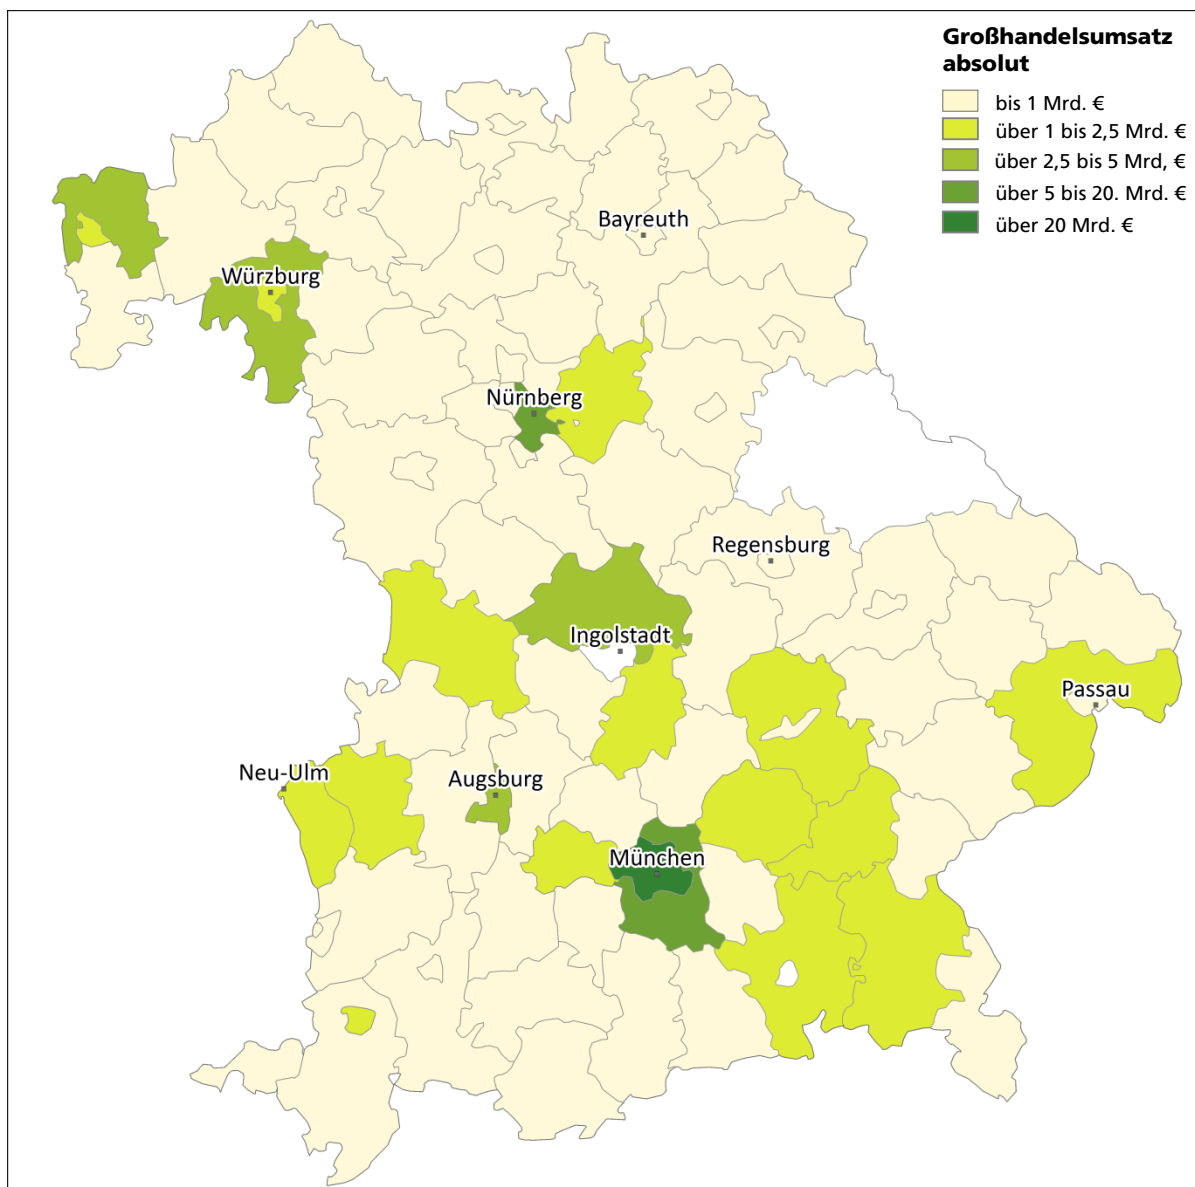 Großhandelsumsatz
absolut
bis 1 Mrd. €
über 1 bis 2,5 Mrd. €
über 2,5 bis 5 Mrd, €
über 5 bis 20. Mrd. €
über 20 Mrd. €
Bayreuth
Würzburg
Nürnberg
Regensburg
Ingolstadt
Passau
Neu-Ulm
Augsburg
München